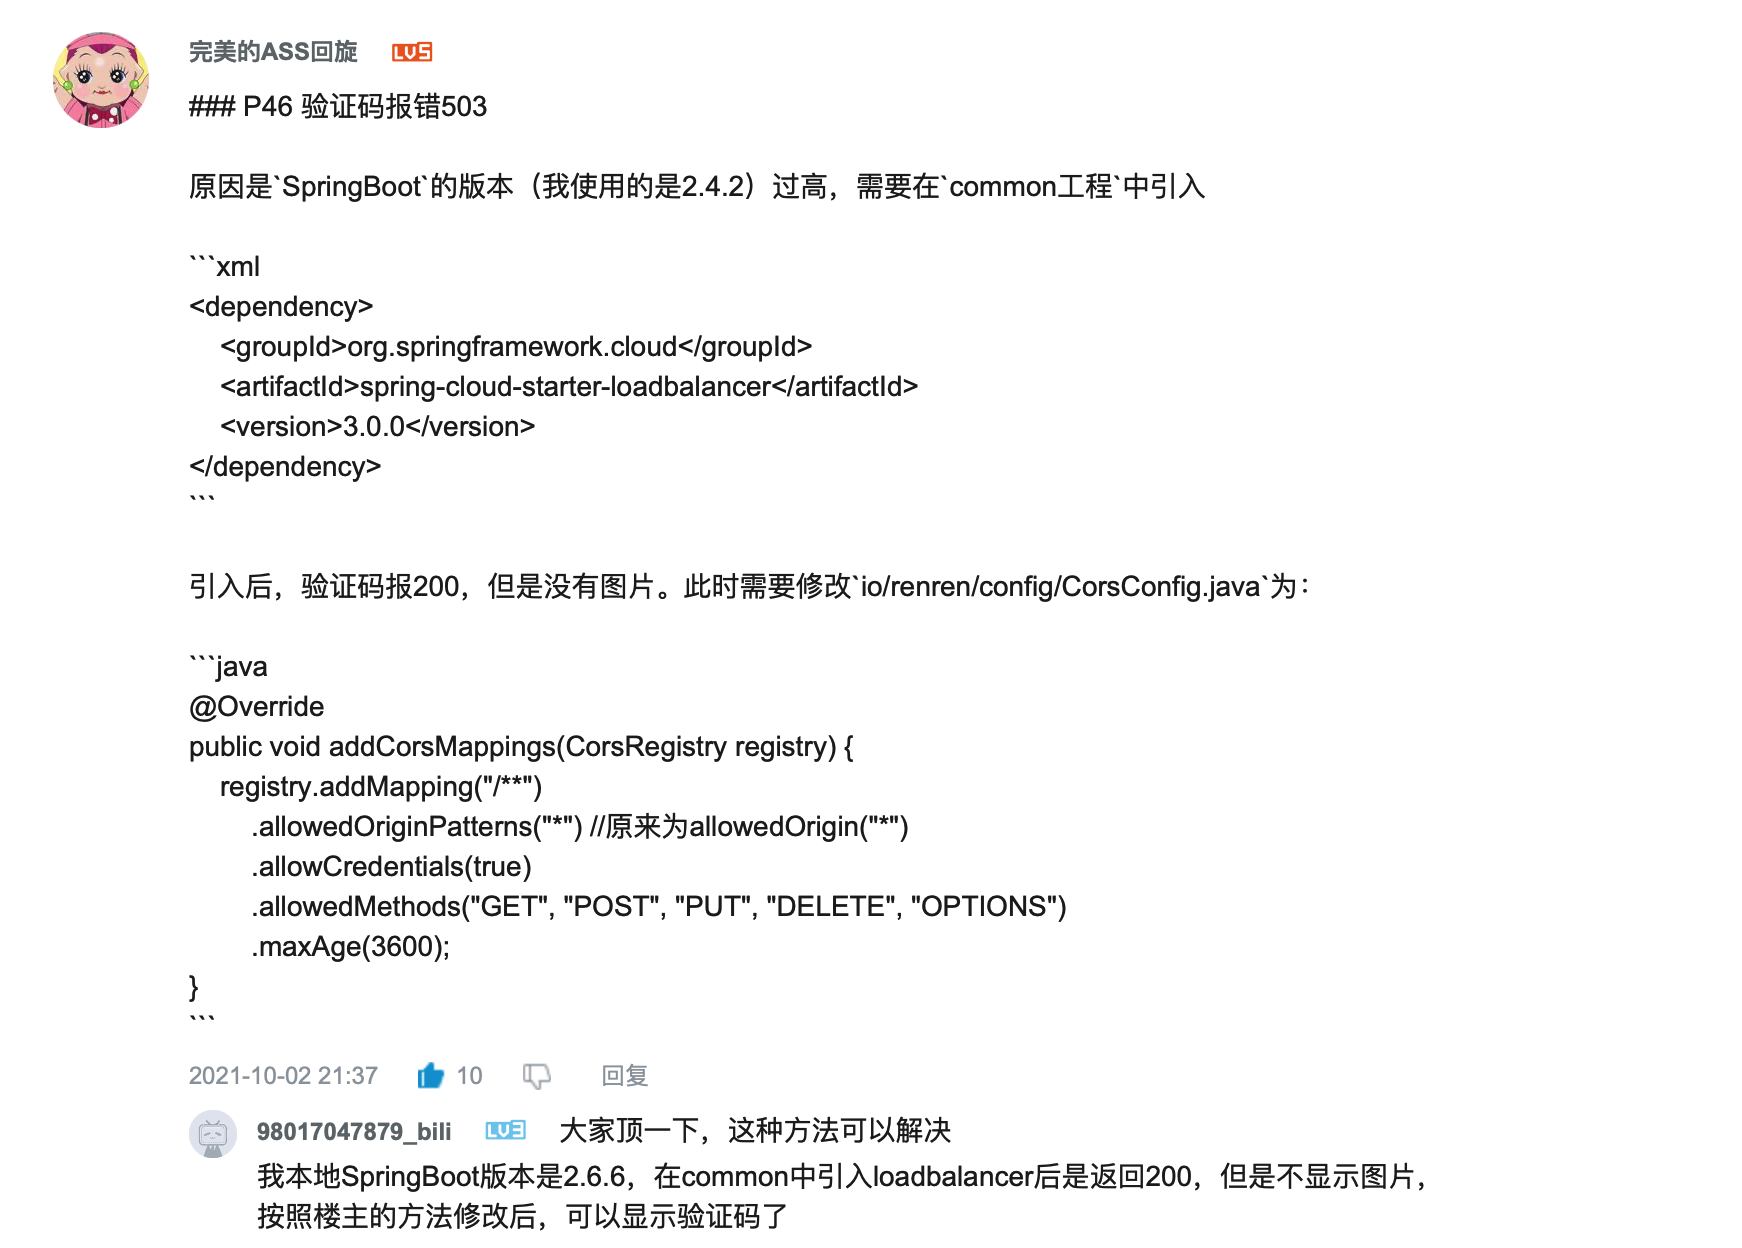 完美的ASS回旋 LV5
### P46 验证码报错503
原因是`SpringBoot`的版本（我使用的是2.4.2）过高，需要在`common工程`中引入
```xml
<dependency>
    <groupId>org.springframework.cloud</groupId>
    <artifactId>spring-cloud-starter-loadbalancer</artifactId>
    <version>3.0.0</version>
</dependency>
```
引入后，验证码报200，但是没有图片。此时需要修改`io/renren/config/CorsConfig.java`为：
```java
@Override
public void addCorsMappings(CorsRegistry registry) {
    registry.addMapping("/**")
        .allowedOriginPatterns("*") //原来为allowedOrigin("*")
        .allowCredentials(true)
        .allowedMethods("GET", "POST", "PUT", "DELETE", "OPTIONS")
        .maxAge(3600);
}
```
2021-10-02 21:37 10 回复
98017047879_bili LV3 大家顶一下，这种方法可以解决
我本地SpringBoot版本是2.6.6，在common中引入loadbalancer后是返回200，但是不显示图片，
按照楼主的方法修改后，可以显示验证码了